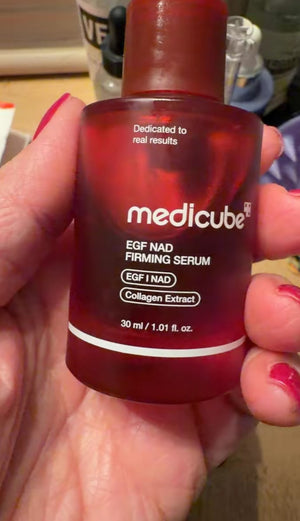 Dedicated to
real results
medicube
EGF NAD
FIRMING SERUM
EGF I NAD
Collagen Extract
30 ml / 1.01 fl. oz.